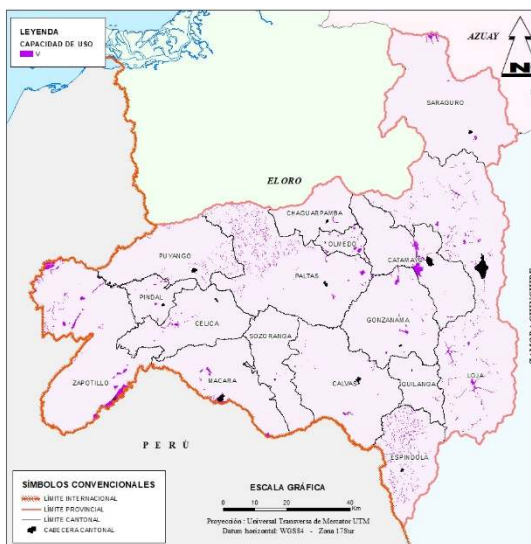 LEYENDA
CAPACIDAD DE USO
V
AZUAY
N
SARAGURO
EL ORO
CHAGUARPAMBA
OLMEDO
PUYANGO
CATAMAYO
PALTAS
PINDAL
GONZANAMA
CELICA
SOZORANGA
ZAPOTILLO
MACARA
CALVAS
QUILANGA
LOJA
PERÚ
ESPINDOLA
SÍMBOLOS CONVENCIONALES
LÍMITE INTERNACIONAL
LÍMITE PROVINCIAL
LÍMITE CANTONAL
CABECERA CANTONAL
ESCALA GRÁFICA
0 10 20 40
Km
Proyección : Universal Transversa de Mercator UTM
Datum horizontal: WGS84 - Zona 17Sur